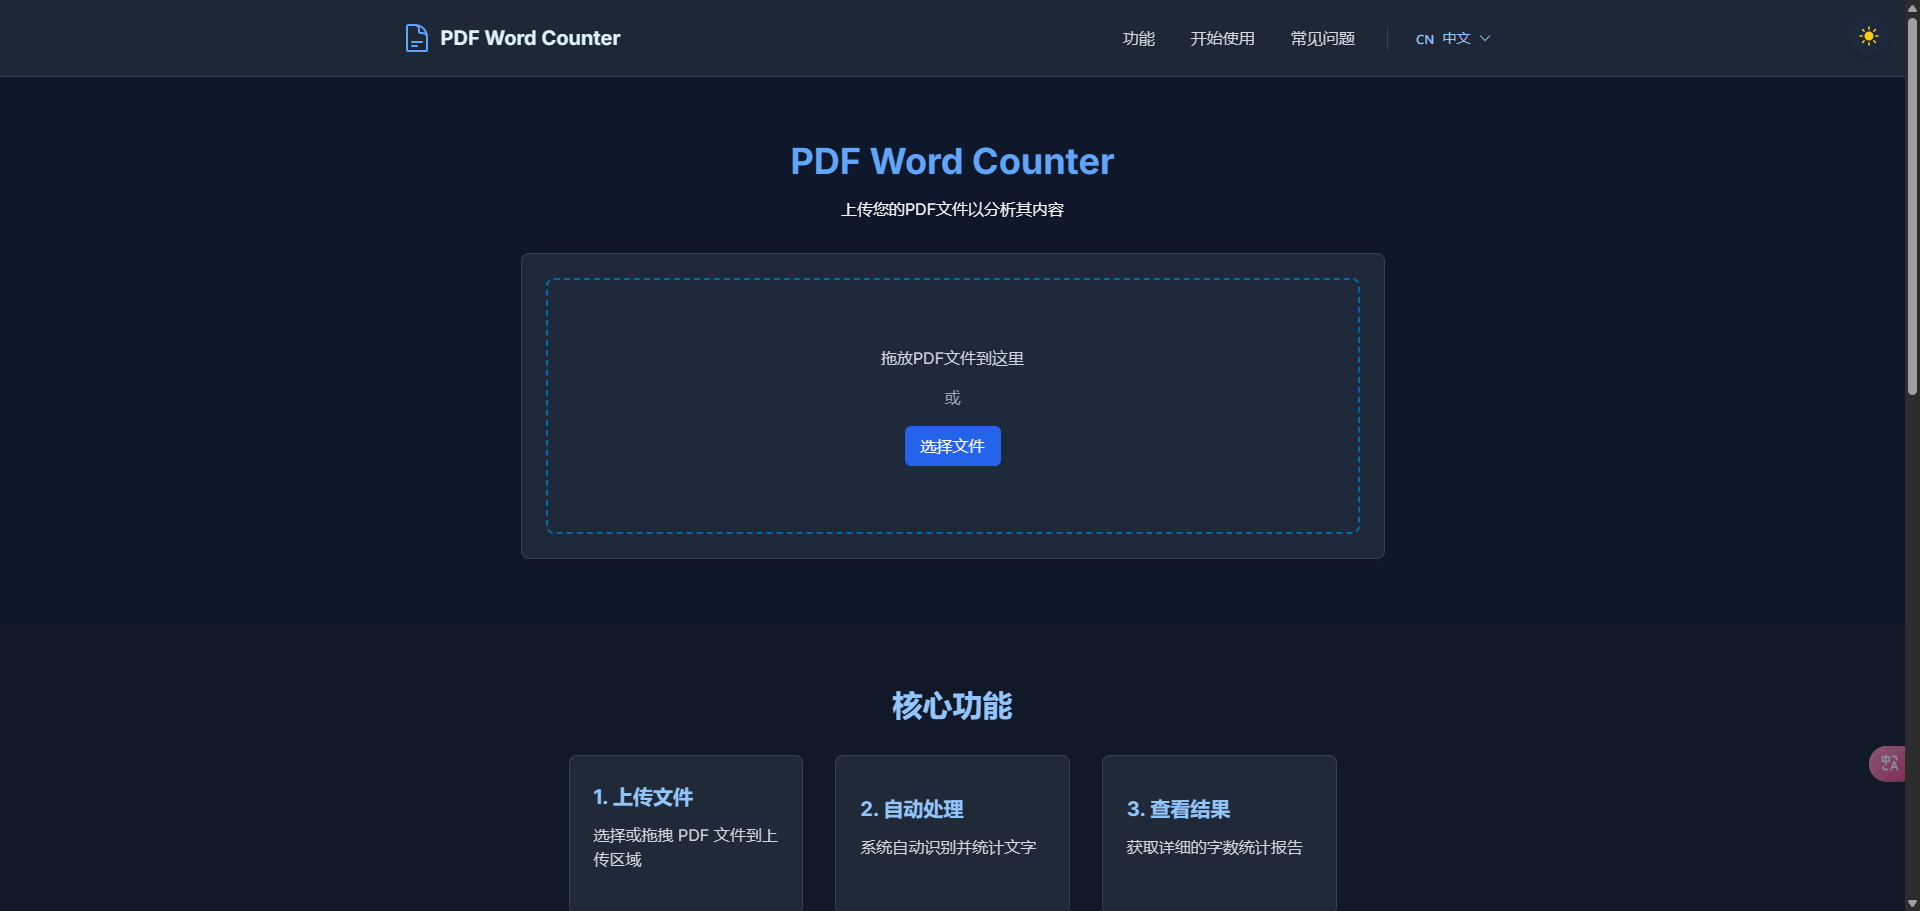 PDF Word Counter
功能
开始使用
常见问题
CN 中文
PDF Word Counter
上传您的PDF文件以分析其内容
拖放PDF文件到这里
或
选择文件
核心功能
1. 上传文件
选择或拖拽 PDF 文件到上
传区域
2. 自动处理
系统自动识别并统计文字
3. 查看结果
获取详细的字数统计报告